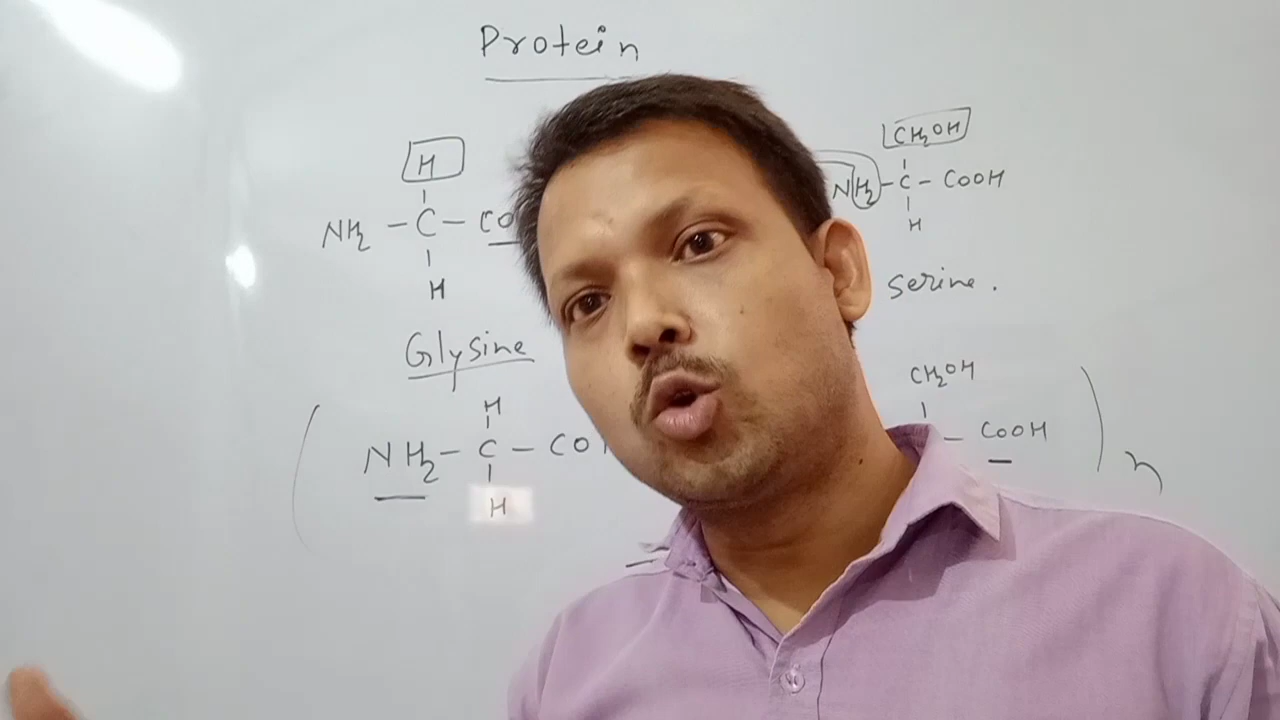 Protein
H CH2OH
NH2 - C - CO NH2 - C - COOH
H H
Glysine serine.
H CH2OH
( NH2 - C - CO - COOH ) n
H